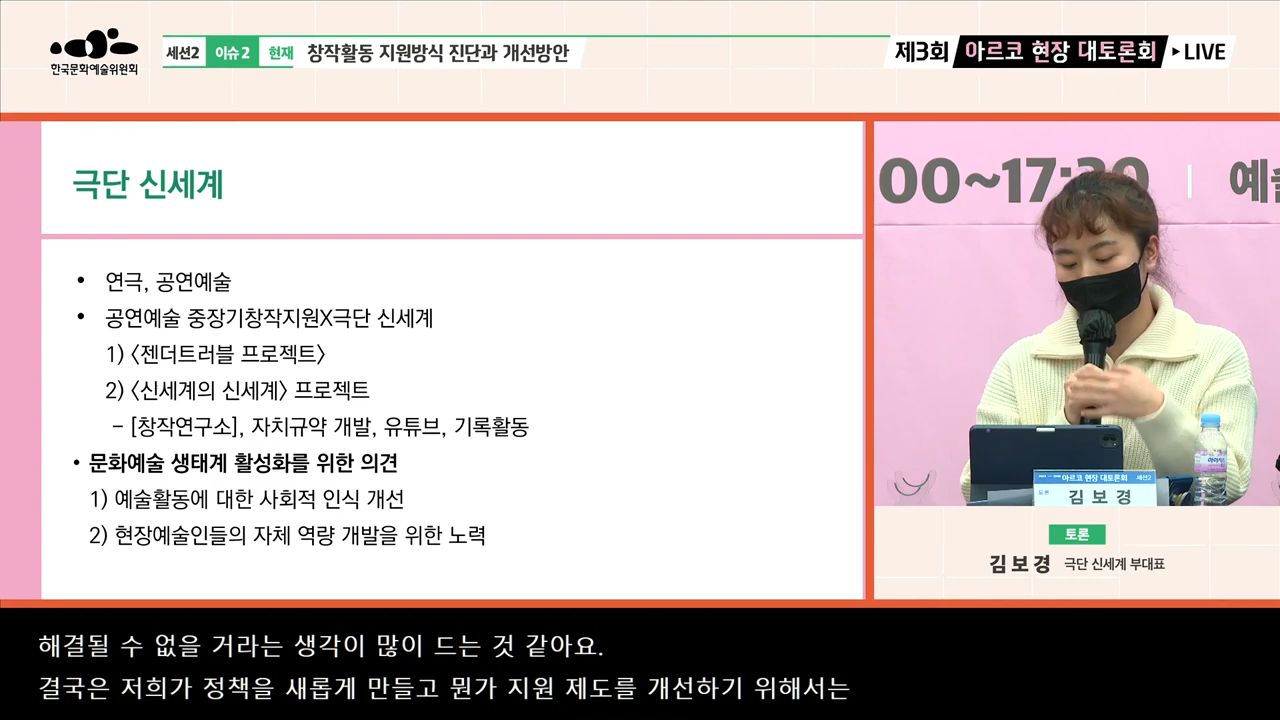 한국문화예술위원회
세션2 이슈 2 현재 창작활동 지원방식 진단과 개선방안
제3회 아르코 현장 대토론회 ▸LIVE
극단 신세계
• 연극, 공연예술
• 공연예술 중장기창작지원X극단 신세계
1) 〈젠더트러블 프로젝트〉
2) 〈신세계의 신세계〉 프로젝트
– [창작연구소], 자치규약 개발, 유튜브, 기록활동
• 문화예술 생태계 활성화를 위한 의견
1) 예술활동에 대한 사회적 인식 개선
2) 현장예술인들의 자체 역량 개발을 위한 노력
00~17:30 | 예술
아르코 현장 대토론회 세션2
토론
김보경
토론
김보경 극단 신세계 부대표
해결될 수 없을 거라는 생각이 많이 드는 것 같아요.
결국은 저희가 정책을 새롭게 만들고 뭔가 지원 제도를 개선하기 위해서는